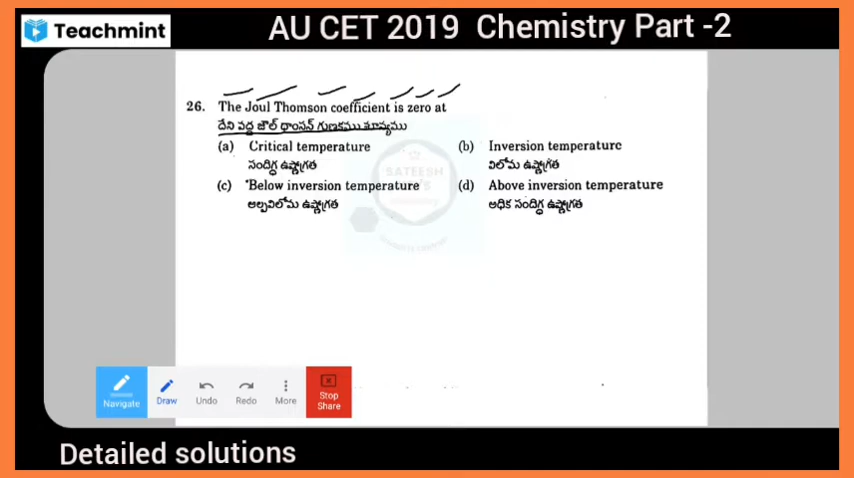 Teachmint
AU CET 2019 Chemistry Part -2
26. The Joul Thomson coefficient is zero at
దేని వద్ద జౌల్ థాంసన్ గుణకము శూన్యము
(a) Critical temperature (b) Inversion temperature
సందిగ్ధ ఉష్ణోగ్రత విలోమ ఉష్ణోగ్రత
(c) Below inversion temperature (d) Above inversion temperature
అల్పవిలోమ ఉష్ణోగ్రత అధిక సందిగ్ధ ఉష్ణోగ్రత
SATEESH
Navigate Draw Undo Redo More Stop
Share
Detailed solutions